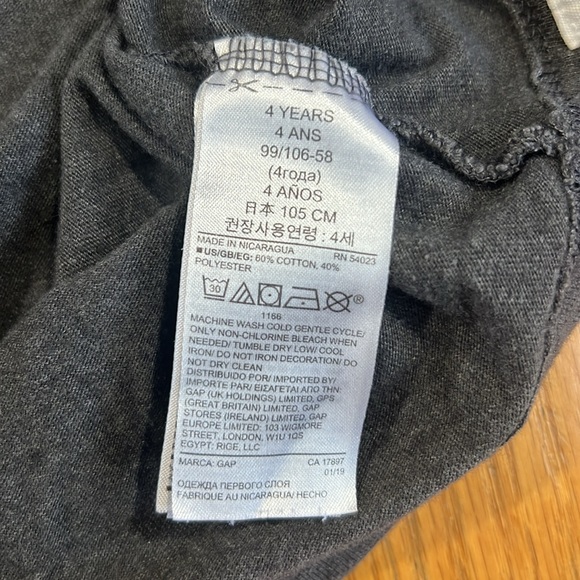 4 YEARS
4 ANS
99/106-58
(4года)
4 AÑOS
日本 105 CM
권장사용연령 : 4세
MADE IN NICARAGUA RN 54023
■ US/GB/EG: 60% COTTON, 40%
POLYESTER
30 ®
1166
MACHINE WASH COLD GENTLE CYCLE/
ONLY NON-CHLORINE BLEACH WHEN
NEEDED/ TUMBLE DRY LOW/ COOL
IRON/ DO NOT IRON DECORATION/ DO
NOT DRY CLEAN
DISTRIBUIDO POR/ IMPORTED BY/
IMPORTE PAR/ ΕΙΣΑΓΕΤΑΙ ΑΠΟ ΤΗΝ
GAP (UK HOLDINGS) LIMITED, GPS
(GREAT BRITAIN) LIMITED, GAP
STORES (IRELAND) LIMITED, GAP
EUROPE LIMITED: 103 WIGMORE
STREET, LONDON, W1U 1QS
EGYPT: RIGE, LLC
MARCA: GAP CA 17897
01/19
ОДЕЖДА ПЕРВОГО СЛОЯ
FABRIQUE AU NICARAGUA/ HECHO